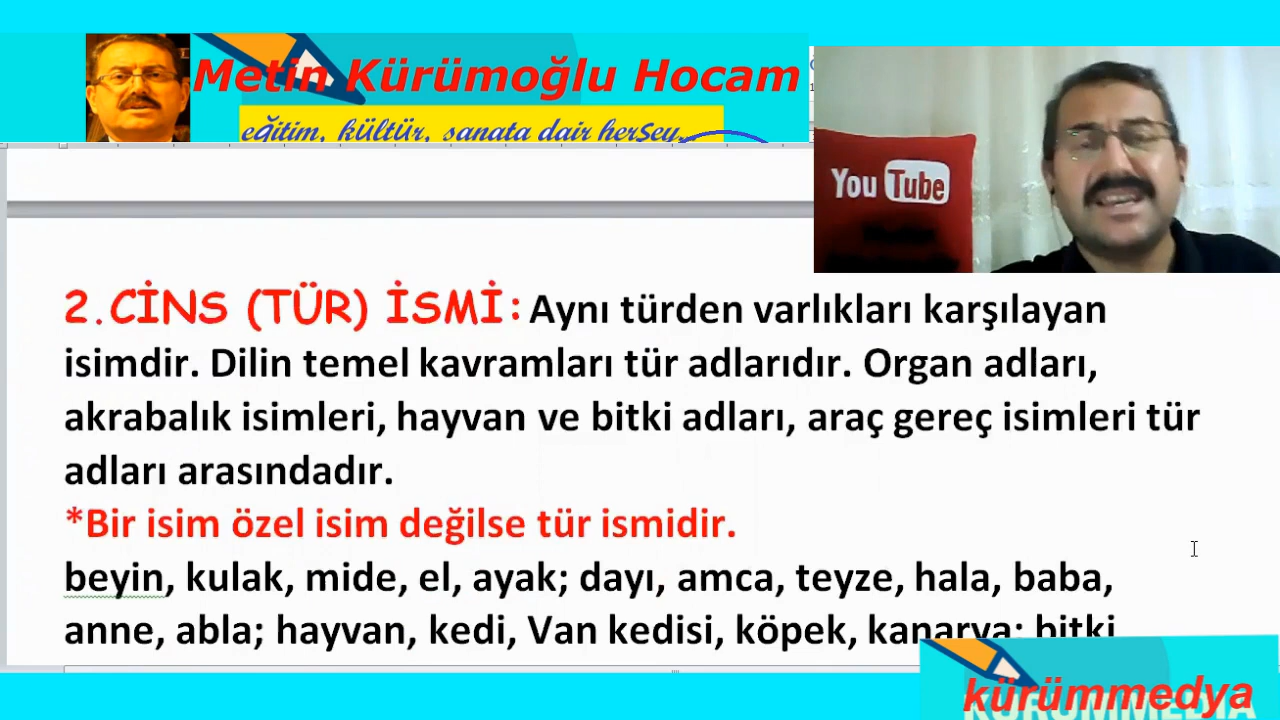 Metin Kürümoğlu Hocam
eğitim, kültür, sanata dair herşey...
You Tube
2.CİNS (TÜR) İSMİ: Aynı türden varlıkları karşılayan
isimdir. Dilin temel kavramları tür adlarıdır. Organ adları,
akrabalık isimleri, hayvan ve bitki adları, araç gereç isimleri tür
adları arasındadır.
*Bir isim özel isim değilse tür ismidir.
beyin, kulak, mide, el, ayak; dayı, amca, teyze, hala, baba,
anne, abla; hayvan, kedi, Van kedisi, köpek, kanarya; bitki
kürümmedya
KÜRÜMMEDIA